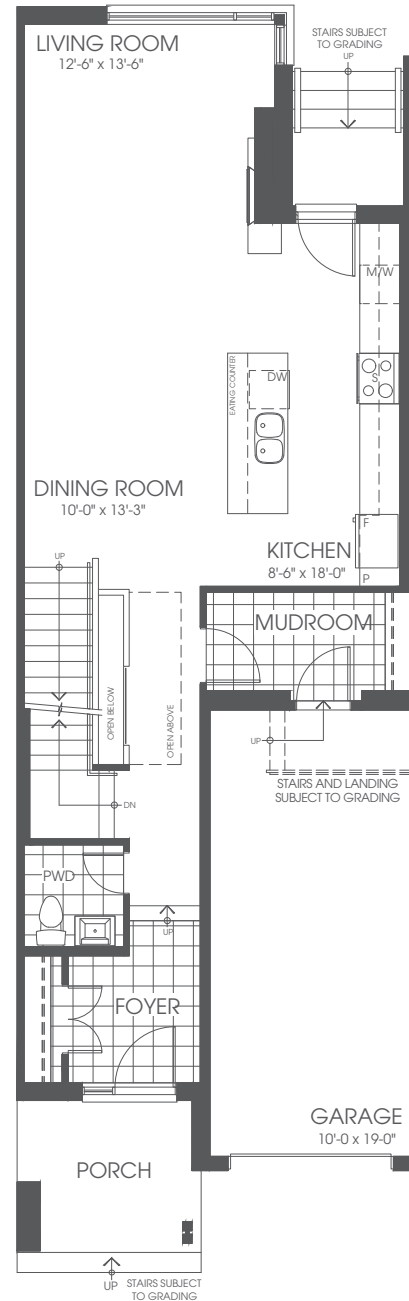 LIVING ROOM
12'-6" x 13'-6"
STAIRS SUBJECT
TO GRADING
UP
M/W
EATING COUNTER
DW
S
DINING ROOM
10'-0" x 13'-3"
F
KITCHEN
8'-6" x 18'-0"
P
UP
MUDROOM
OPEN BELOW
OPEN ABOVE
UP
STAIRS AND LANDING
SUBJECT TO GRADING
DN
PWD
UP
FOYER
GARAGE
10'-0 x 19-0"
PORCH
UP
STAIRS SUBJECT
TO GRADING